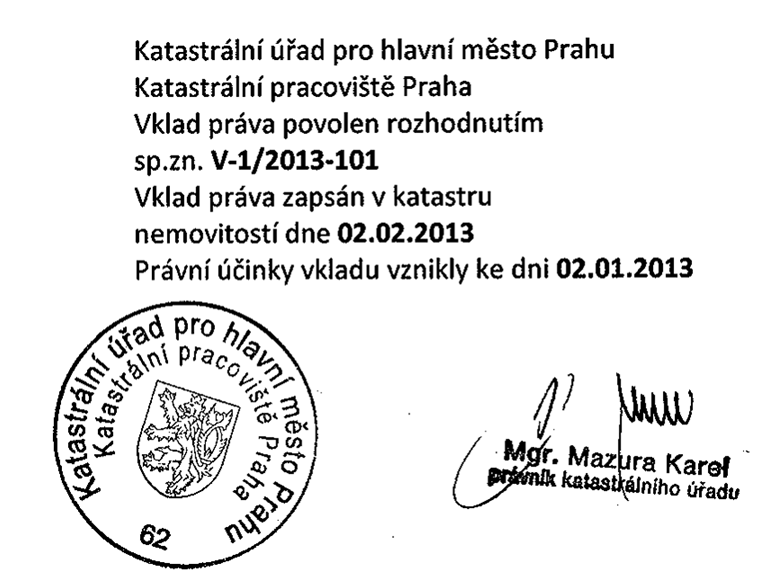 Katastrální úřad pro hlavní město Prahu
Katastrální pracoviště Praha
Vklad práva povolen rozhodnutím
sp.zn. V-1/2013-101
Vklad práva zapsán v katastru
nemovitostí dne 02.02.2013
Právní účinky vkladu vznikly ke dni 02.01.2013
Katastrální úřad pro hlavní město Prahu
Katastrální pracoviště Praha
62
Mgr. Mazura Karel
právník katastrálního úřadu